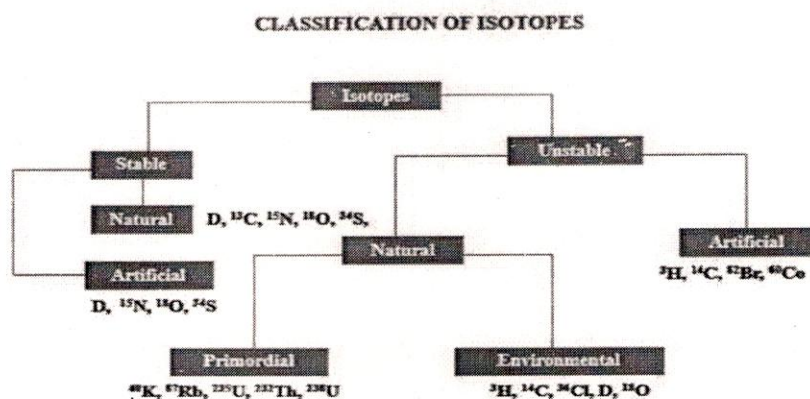 CLASSIFICATION OF ISOTOPES
Isotopes
Stable
Unstable
Natural D, ¹³C, ¹⁵N, ¹⁸O, ³⁴S,
Natural
Artificial
³H, ¹⁴C, ⁸²Br, ⁶⁰Co
Artificial
D, ¹⁵N, ¹⁸O, ³⁴S
Primordial
Environmental
⁴⁰K, ⁸⁷Rb, ²³⁵U, ²³²Th, ²³⁸U
³H, ¹⁴C, ³⁶Cl, D, ¹⁸O